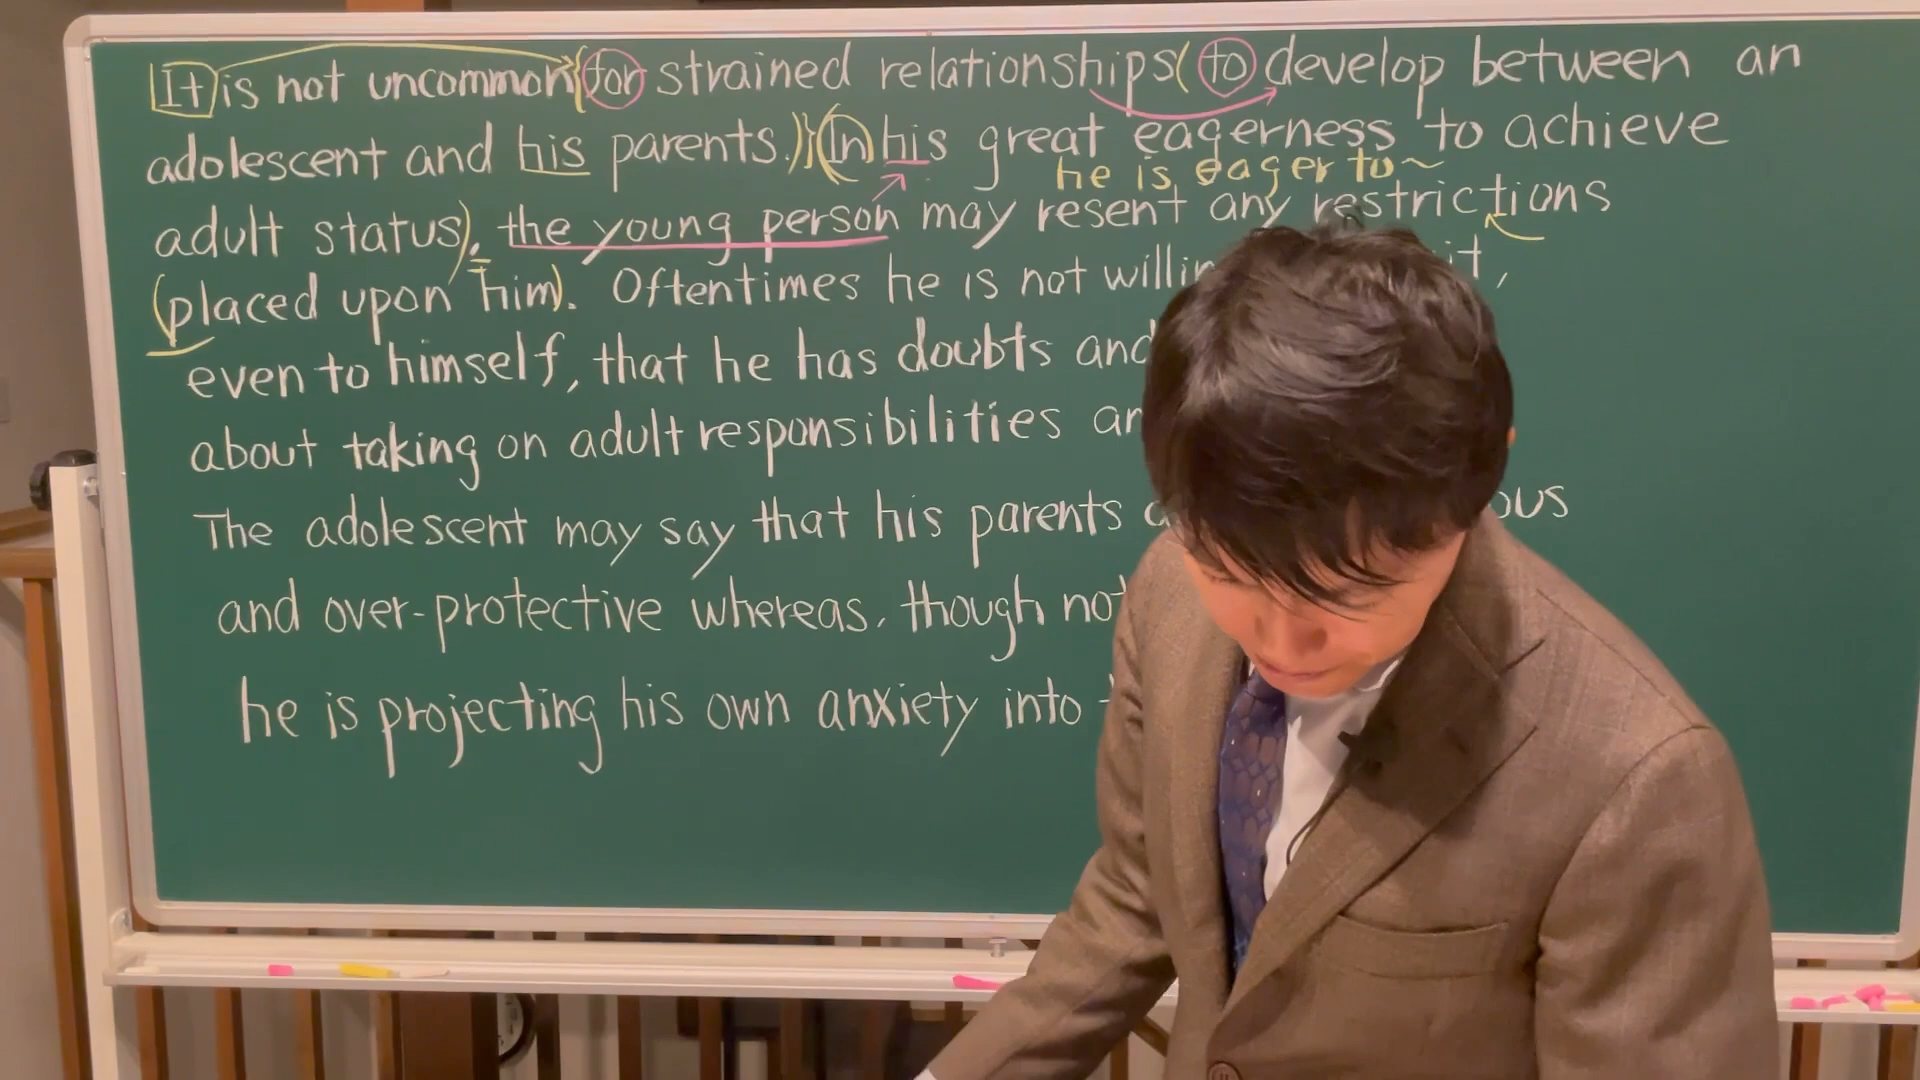 It is not uncommon for strained relationships to develop between an
adolescent and his parents. In his great eagerness to achieve
he is eager to~
adult status, the young person may resent any restrictions
placed upon him. Oftentimes he is not
even to himself, that he has doubts and
about taking on adult responsibilities
The adolescent may say that his parents
and over-protective whereas, though not
he is projecting his own anxiety into